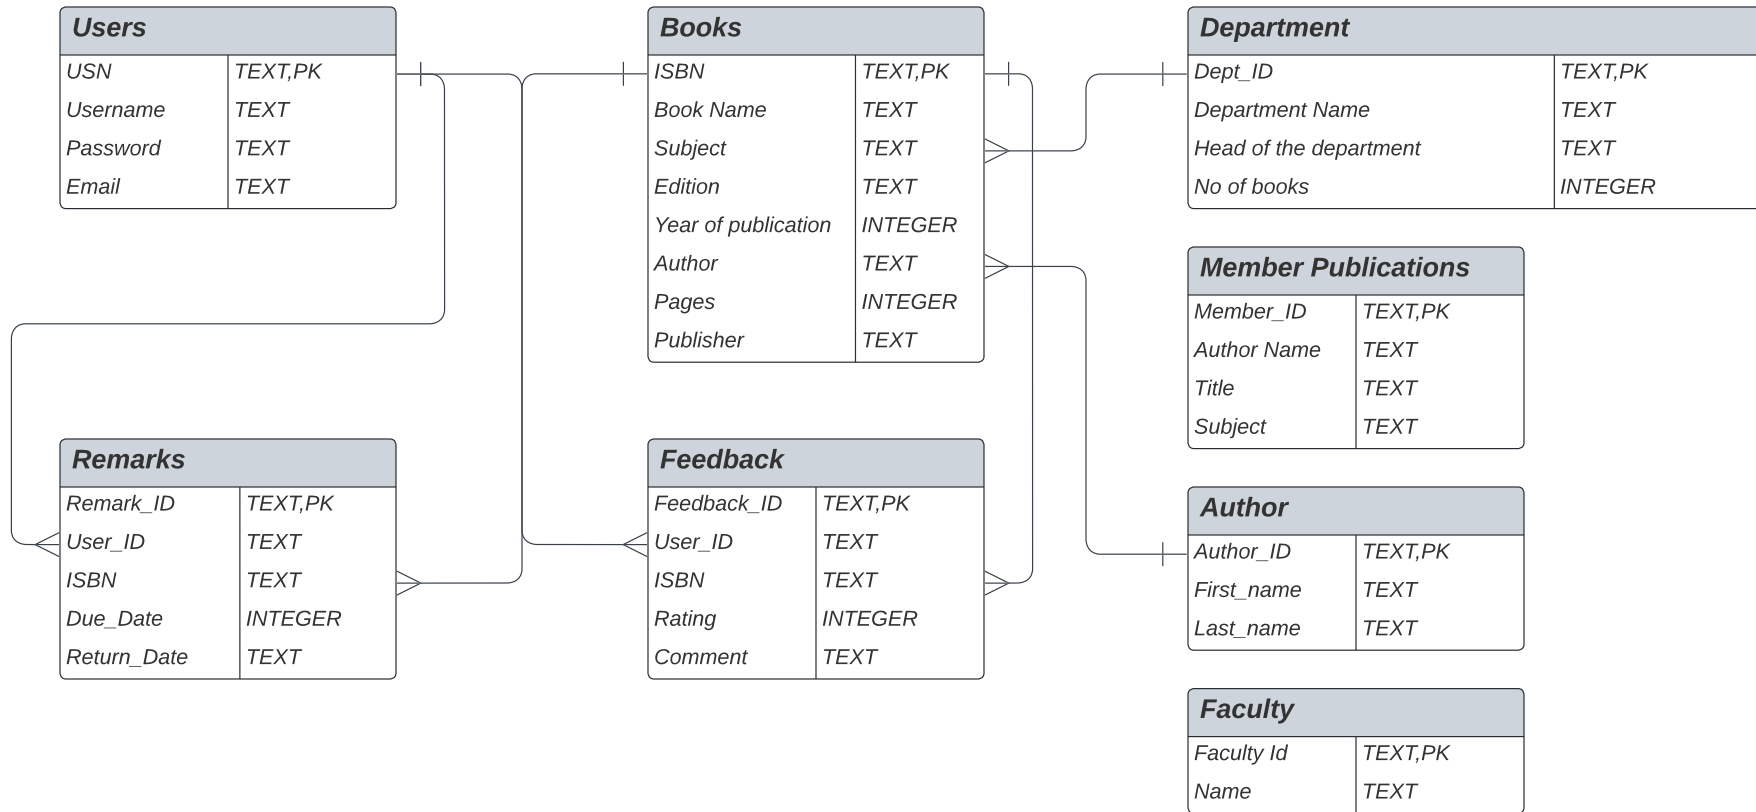 Users
USN TEXT,PK
Username TEXT
Password TEXT
Email TEXT
Books
ISBN TEXT,PK
Book Name TEXT
Subject TEXT
Edition TEXT
Year of publication INTEGER
Author TEXT
Pages INTEGER
Publisher TEXT
Department
Dept_ID TEXT,PK
Department Name TEXT
Head of the department TEXT
No of books INTEGER
Member Publications
Member_ID TEXT,PK
Author Name TEXT
Title TEXT
Subject TEXT
Remarks
Remark_ID TEXT,PK
User_ID TEXT
ISBN TEXT
Due_Date INTEGER
Return_Date TEXT
Feedback
Feedback_ID TEXT,PK
User_ID TEXT
ISBN TEXT
Rating INTEGER
Comment TEXT
Author
Author_ID TEXT,PK
First_name TEXT
Last_name TEXT
Faculty
Faculty Id TEXT,PK
Name TEXT